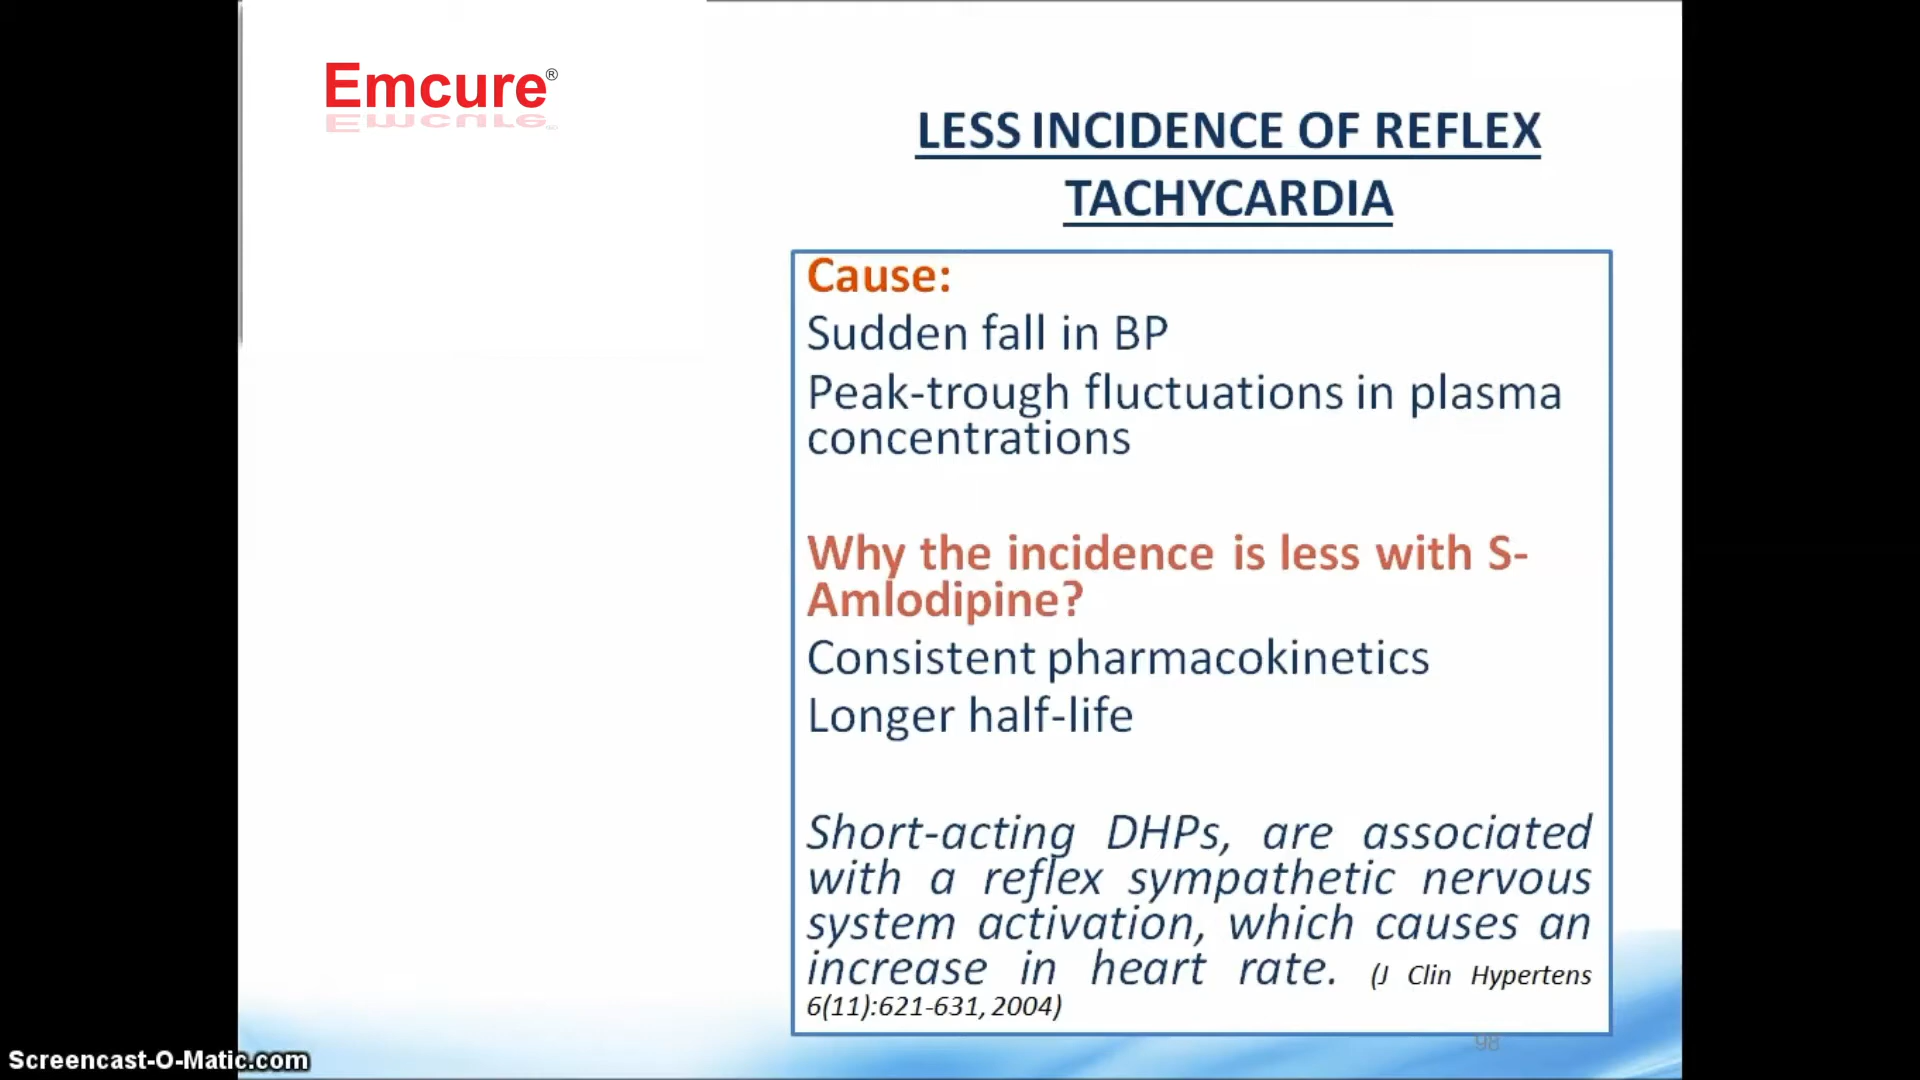 Emcure®
LESS INCIDENCE OF REFLEX
TACHYCARDIA
Cause:
Sudden fall in BP
Peak-trough fluctuations in plasma
concentrations
Why the incidence is less with S-
Amlodipine?
Consistent pharmacokinetics
Longer half-life
Short-acting DHPs, are associated
with a reflex sympathetic nervous
system activation, which causes an
increase in heart rate. (J Clin Hypertens
6(11):621-631, 2004)
98
Screencast-O-Matic.com